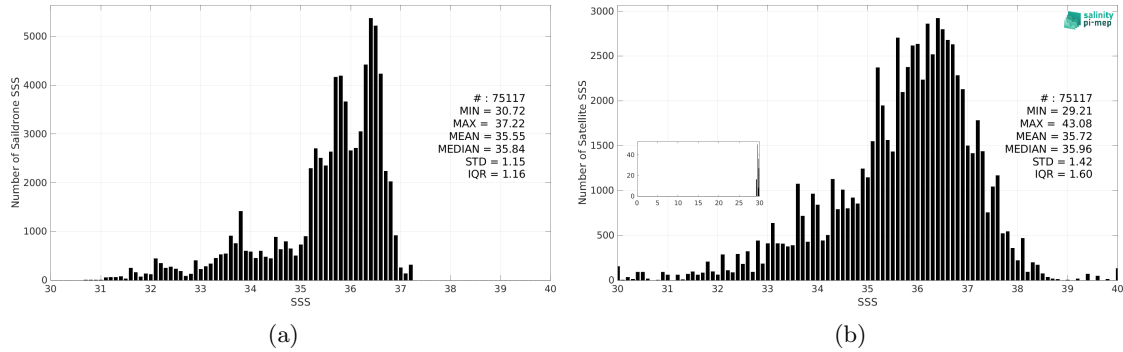 Number of Saildrone SSS
5000
4000
3000
2000
1000
0
30 31 32 33 34 35 36 37 38 39 40
SSS
# : 75117
MIN = 30.72
MAX = 37.22
MEAN = 35.55
MEDIAN = 35.84
STD = 1.15
IQR = 1.16
(a)
Number of Satellite SSS
3000
2500
2000
1500
1000
500
0
30 31 32 33 34 35 36 37 38 39 40
SSS
40
20
0
0 5 10 15 20 25 30
salinity
pi-mep
# : 75117
MIN = 29.21
MAX = 43.08
MEAN = 35.72
MEDIAN = 35.96
STD = 1.42
IQR = 1.60
(b)